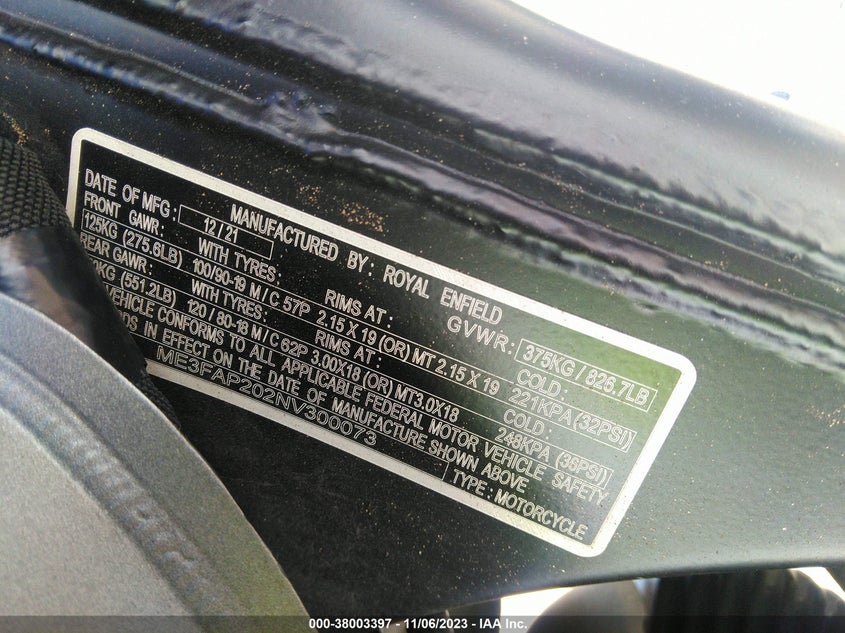 MANUFACTURED BY: ROYAL ENFIELD
DATE OF MFG: 12/21 GVWR: 375KG / 826.7LB
FRONT GAWR: WITH TYRES: RIMS AT: COLD:
125KG (275.6LB) 100/90-19 M/C 57P 2.15 X 19 (OR) MT 2.15 X 19 221KPA (32PSI)
REAR GAWR: WITH TYRES: RIMS AT: COLD:
(551.2LB) 120/80-18 M/C 62P 3.00X18 (OR) MT3.0X18 248KPA (36PSI)
VEHICLE CONFORMS TO ALL APPLICABLE FEDERAL MOTOR VEHICLE SAFETY
IN EFFECT ON THE DATE OF MANUFACTURE SHOWN ABOVE
ME3FAP202NV300073 TYPE: MOTORCYCLE
000-38003397 - 11/06/2023 - IAA Inc.